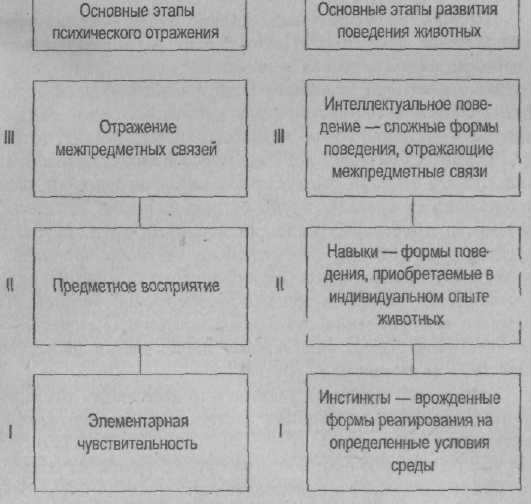 Основные этапы
психического отражения
Основные этапы развития
поведения животных
III
Отражение
межпредметных связей
III
Интеллектуальное пове-
дение — сложные формы
поведения, отражающие
межпредметные связи
II
Предметное восприятие
II
Навыки — формы пове-
дения, приобретаемые в
индивидуальном опыте
животных
I
Элементарная
чувствительность
I
Инстинкты — врожденные
формы реагирования на
определенные условия
среды